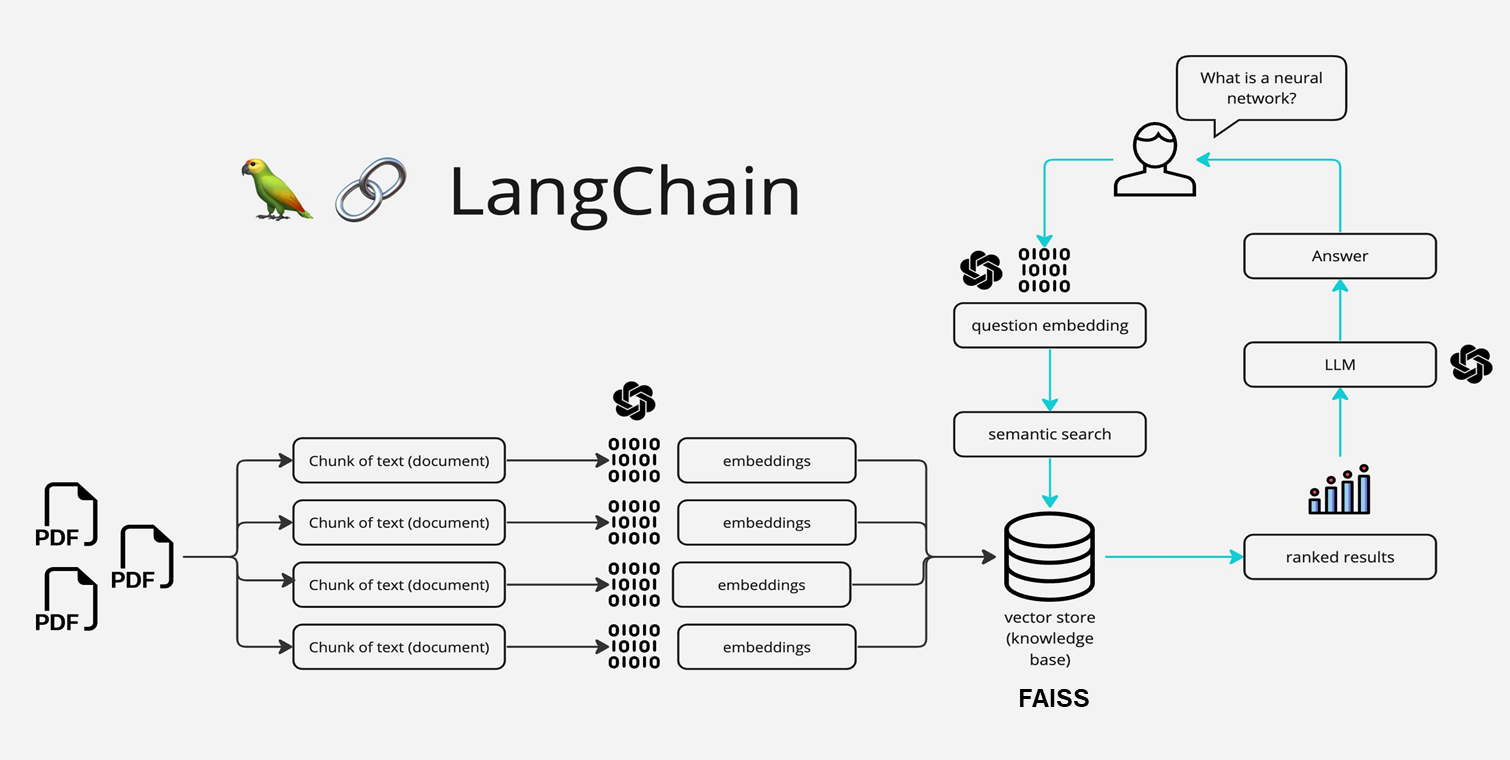 What is a neural
network?
LangChain
01010
10101
01010
Answer
question embedding
LLM
semantic search
01010
10101
01010
Chunk of text (document)
embeddings
01010
10101
01010
Chunk of text (document)
embeddings
PDF
PDF
PDF
ranked results
01010
10101
01010
Chunk of text (document)
embeddings
01010
10101
01010
Chunk of text (document)
embeddings
vector store
(knowledge
base)
FAISS